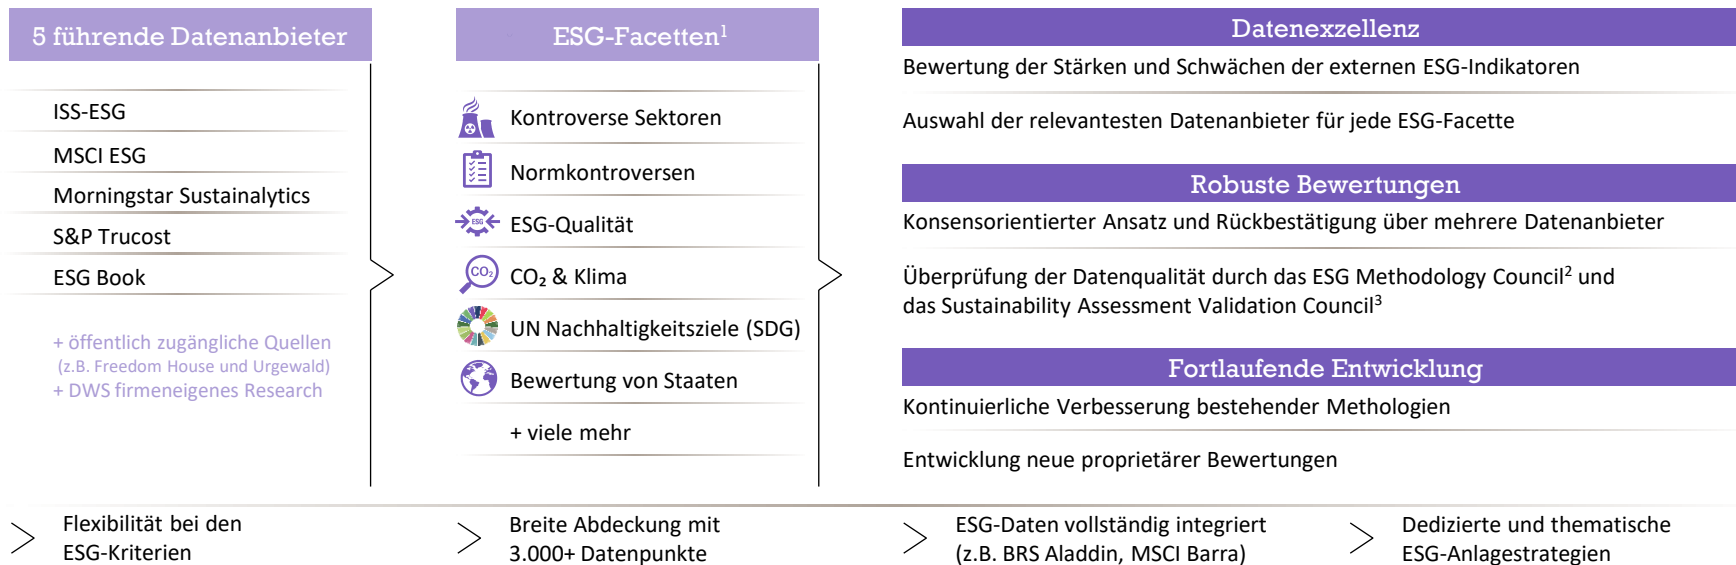 5 führende Datenanbieter
ISS-ESG
MSCI ESG
Morningstar Sustainalytics
S&P Trucost
ESG Book
+ öffentlich zugängliche Quellen
(z.B. Freedom House und Urgewald)
+ DWS firmeneigenes Research
ESG-Facetten¹
Kontroverse Sektoren
Normkontroversen
ESG
ESG-Qualität
CO₂
CO₂ & Klima
UN Nachhaltigkeitsziele (SDG)
Bewertung von Staaten
+ viele mehr
Datenexzellenz
Bewertung der Stärken und Schwächen der externen ESG-Indikatoren
Auswahl der relevantesten Datenanbieter für jede ESG-Facette
Robuste Bewertungen
Konsensorientierter Ansatz und Rückbestätigung über mehrere Datenanbieter
Überprüfung der Datenqualität durch das ESG Methodology Council² und
das Sustainability Assessment Validation Council³
Fortlaufende Entwicklung
Kontinuierliche Verbesserung bestehender Methologien
Entwicklung neue proprietärer Bewertungen
Flexibilität bei den
ESG-Kriterien
Breite Abdeckung mit
3.000+ Datenpunkte
ESG-Daten vollständig integriert
(z.B. BRS Aladdin, MSCI Barra)
Dedizierte und thematische
ESG-Anlagestrategien